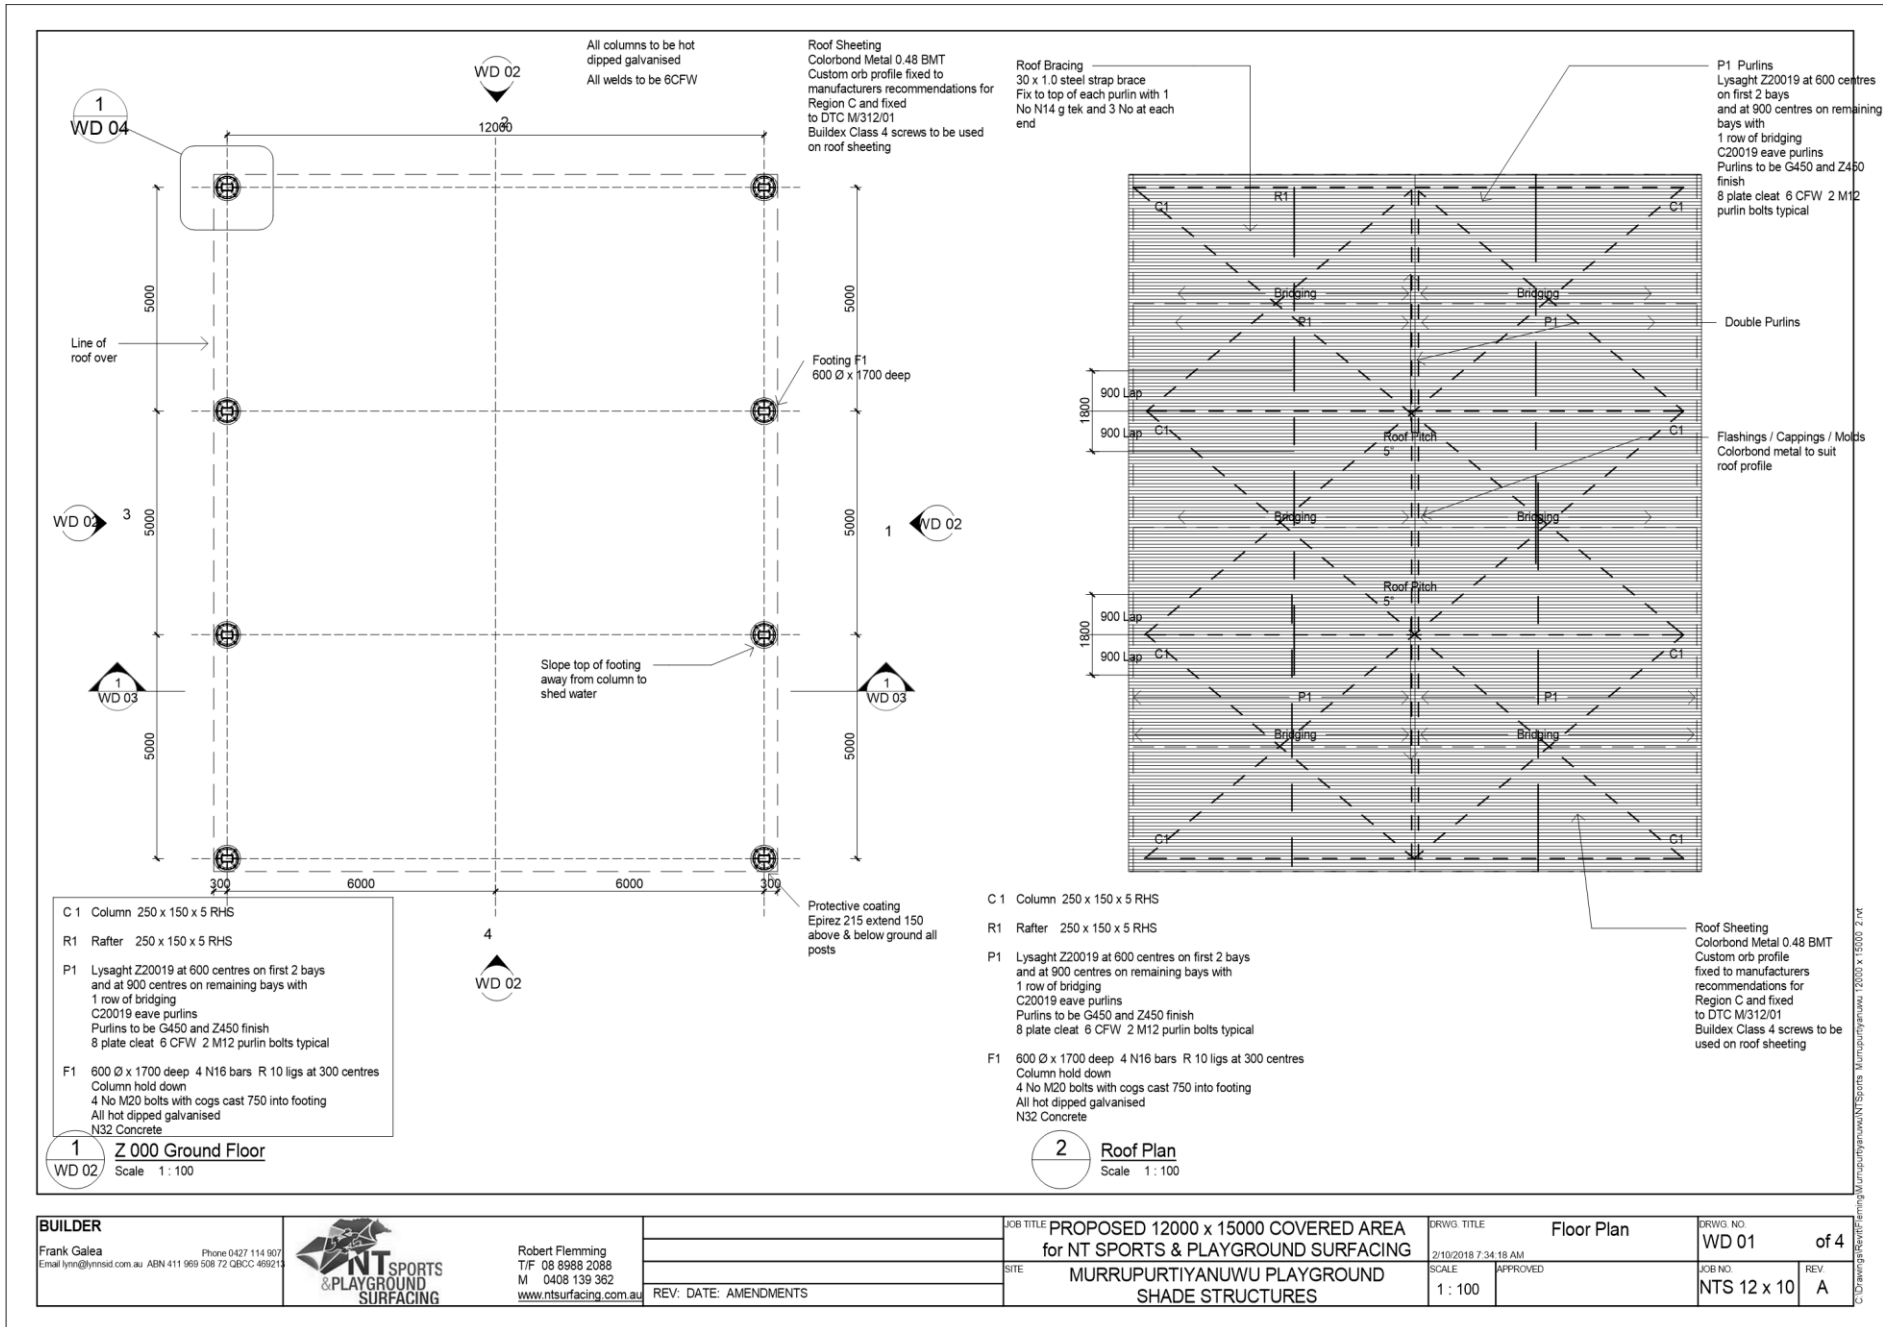 All columns to be hot
dipped galvanised
All welds to be 6CFW
Roof Sheeting
Colorbond Metal 0.48 BMT
Custom orb profile fixed to
manufacturers recommendations for
Region C and fixed
to DTC M/312/01
Buildex Class 4 screws to be used
on roof sheeting
WD 02
2
1
WD 04
12000
5000
5000
5000
5000
5000
5000
Line of
roof over
Footing F1
600 Ø x 1700 deep
WD 02
3
1
WD 02
Slope top of footing
away from column to
shed water
1
WD 03
1
WD 03
300
6000
6000
300
4
WD 02
Protective coating
Epirez 215 extend 150
above & below ground all
posts
C 1 Column 250 x 150 x 5 RHS
R1 Rafter 250 x 150 x 5 RHS
P1 Lysaght Z20019 at 600 centres on first 2 bays
and at 900 centres on remaining bays with
1 row of bridging
C20019 eave purlins
Purlins to be G450 and Z450 finish
8 plate cleat 6 CFW 2 M12 purlin bolts typical
F1 600 Ø x 1700 deep 4 N16 bars R 10 ligs at 300 centres
Column hold down
4 No M20 bolts with cogs cast 750 into footing
All hot dipped galvanised
N32 Concrete
1
WD 02
Z 000 Ground Floor
Scale 1 : 100
Roof Bracing
30 x 1.0 steel strap brace
Fix to top of each purlin with 1
No N14 g tek and 3 No at each
end
P1 Purlins
Lysaght Z20019 at 600 centres
on first 2 bays
and at 900 centres on remaining
bays with
1 row of bridging
C20019 eave purlins
Purlins to be G450 and Z450
finish
8 plate cleat 6 CFW 2 M12
purlin bolts typical
C1
R1
C1
Bridging
Bridging
P1
P1
Double Purlins
900 Lap
1800
900 Lap
C1
Roof Pitch
5°
C1
Flashings / Cappings / Molds
Colorbond metal to suit
roof profile
Bridging
Bridging
Roof Pitch
5°
900 Lap
1800
900 Lap
C1
C1
P1
P1
Bridging
Bridging
C1
C1
Roof Sheeting
Colorbond Metal 0.48 BMT
Custom orb profile
fixed to manufacturers
recommendations for
Region C and fixed
to DTC M/312/01
Buildex Class 4 screws to be
used on roof sheeting
C 1 Column 250 x 150 x 5 RHS
R1 Rafter 250 x 150 x 5 RHS
P1 Lysaght Z20019 at 600 centres on first 2 bays
and at 900 centres on remaining bays with
1 row of bridging
C20019 eave purlins
Purlins to be G450 and Z450 finish
8 plate cleat 6 CFW 2 M12 purlin bolts typical
F1 600 Ø x 1700 deep 4 N16 bars R 10 ligs at 300 centres
Column hold down
4 No M20 bolts with cogs cast 750 into footing
All hot dipped galvanised
N32 Concrete
2
Roof Plan
Scale 1 : 100
BUILDER
Frank Galea Phone 0427 114 907
Email lynn@lynnsid.com.au ABN 411 969 508 72 QBCC 469213
NT SPORTS
&PLAYGROUND
SURFACING
Robert Flemming
T/F 08 8988 2088
M 0408 139 362
www.ntsurfacing.com.au
REV: DATE: AMENDMENTS
JOB TITLE PROPOSED 12000 x 15000 COVERED AREA
for NT SPORTS & PLAYGROUND SURFACING
SITE MURRUPURTIYANUWU PLAYGROUND
SHADE STRUCTURES
DRWG. TITLE Floor Plan
2/10/2018 7:34:18 AM
SCALE
1 : 100
APPROVED
DRWG. NO.
WD 01 of 4
JOB NO.
NTS 12 x 10
REV.
A